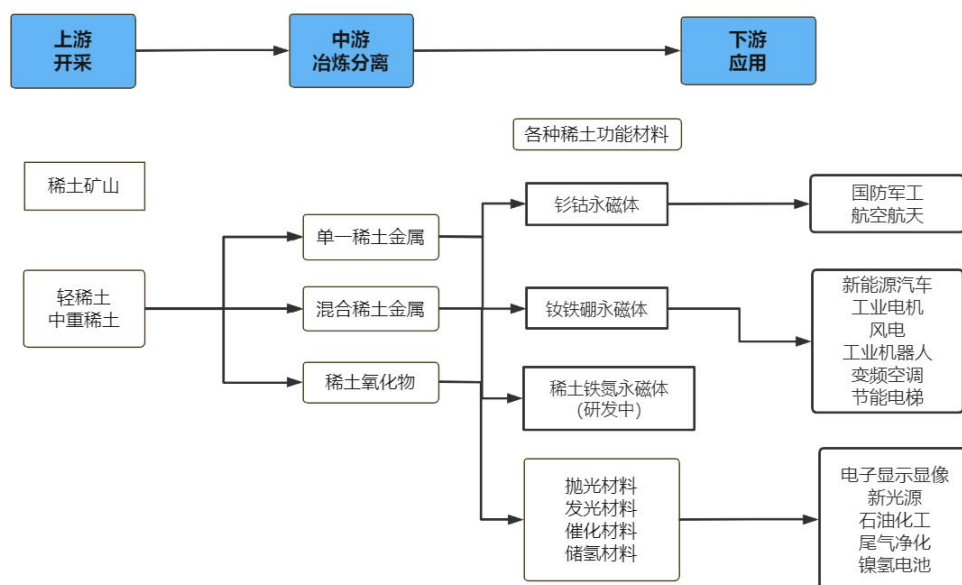 上游
开采
中游
冶炼分离
下游
应用
各种稀土功能材料
稀土矿山
轻稀土
中重稀土
单一稀土金属
混合稀土金属
稀土氧化物
钐钴永磁体
钕铁硼永磁体
稀土铁氮永磁体
(研发中)
抛光材料
发光材料
催化材料
储氢材料
国防军工
航空航天
新能源汽车
工业电机
风电
工业机器人
变频空调
节能电梯
电子显示显像
新光源
石油化工
尾气净化
镍氢电池